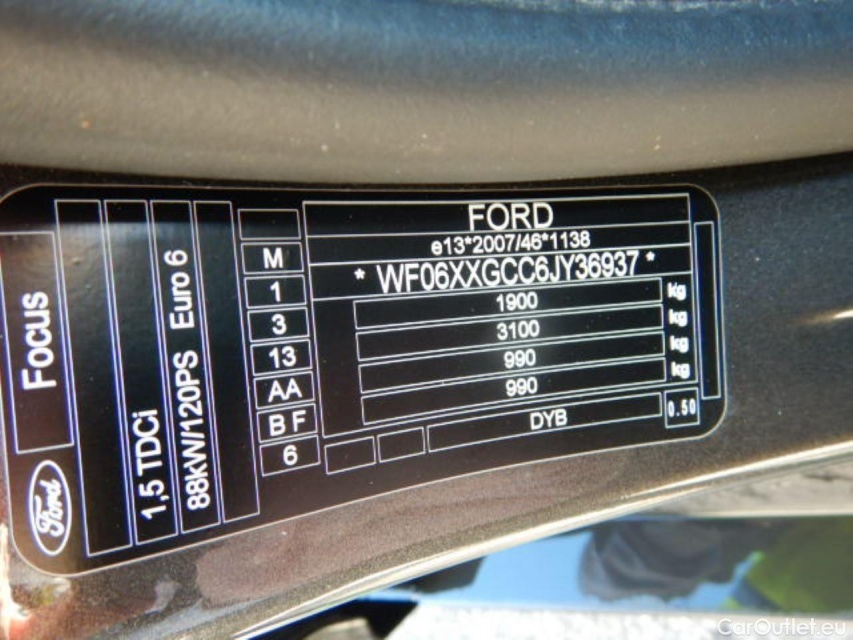 Focus
Ford
1,5 TDCi
88kW/120PS Euro 6
M
1
3
13
AA
B F
6
FORD
e13*2007/46*1138
* WF06XXGCC6JY36937 *
1900 kg
3100 kg
990 kg
990 kg
DYB
0.50
CarOutlet.eu